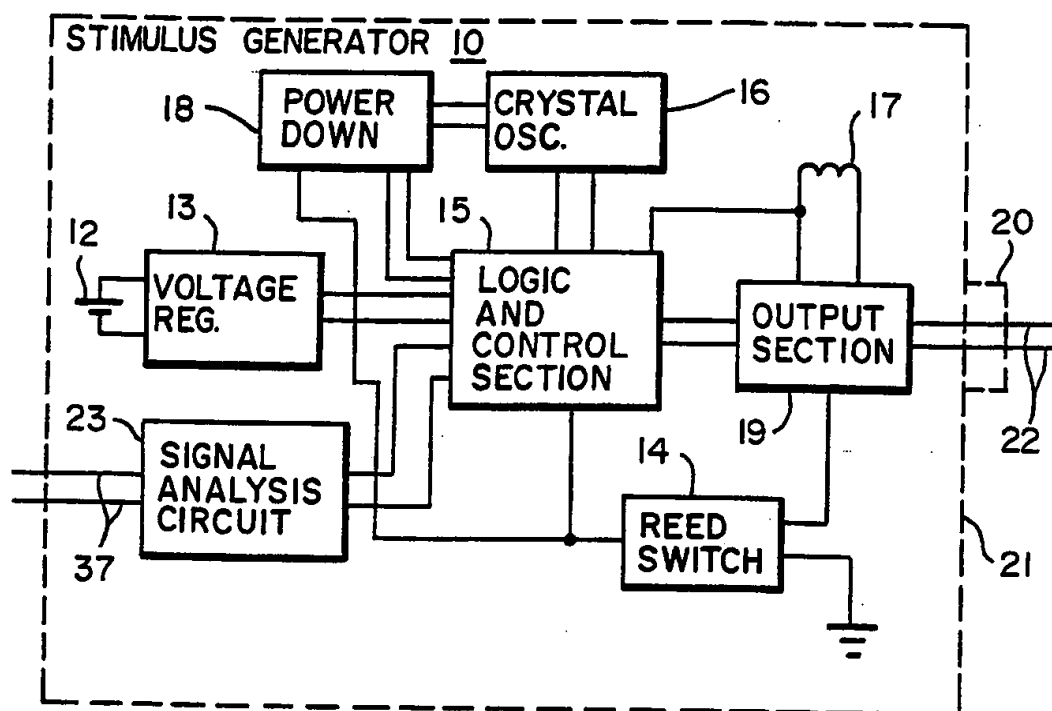 STIMULUS GENERATOR 10
18
POWER
DOWN
CRYSTAL
OSC.
16
17
12
13
VOLTAGE
REG.
15
LOGIC
AND
CONTROL
SECTION
20
OUTPUT
SECTION
19
22
23
SIGNAL
ANALYSIS
CIRCUIT
37
14
REED
SWITCH
21